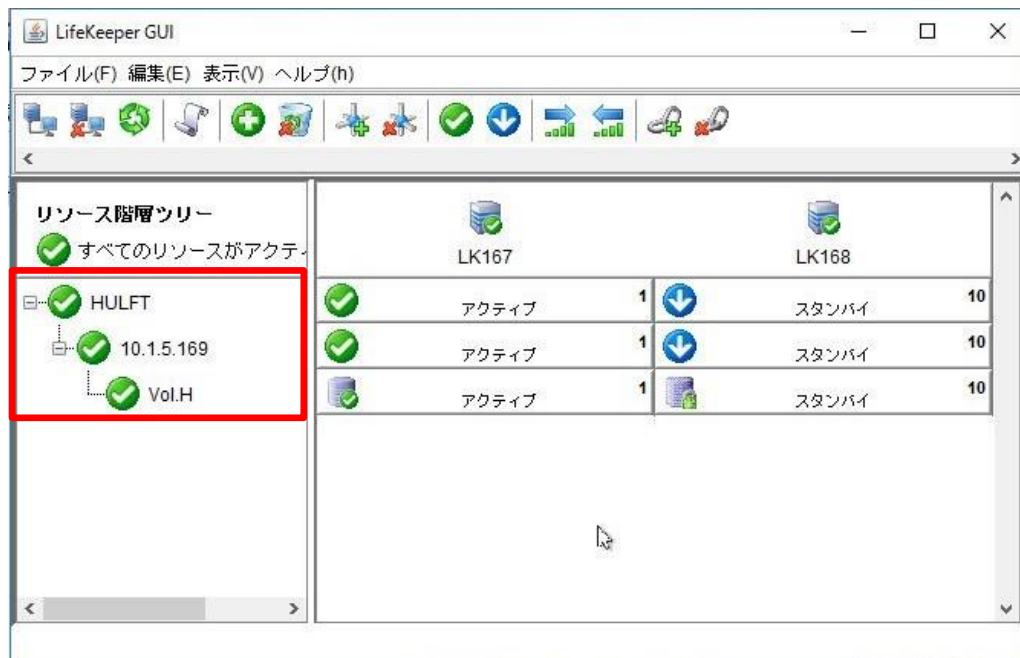 LifeKeeper GUI
ファイル(F) 編集(E) 表示(V) ヘルプ(h)
リソース階層ツリー
すべてのリソースがアクティ
LK167
LK168
HULFT
アクティブ 1
スタンバイ 10
10.1.5.169
アクティブ 1
スタンバイ 10
Vol.H
アクティブ 1
スタンバイ 10